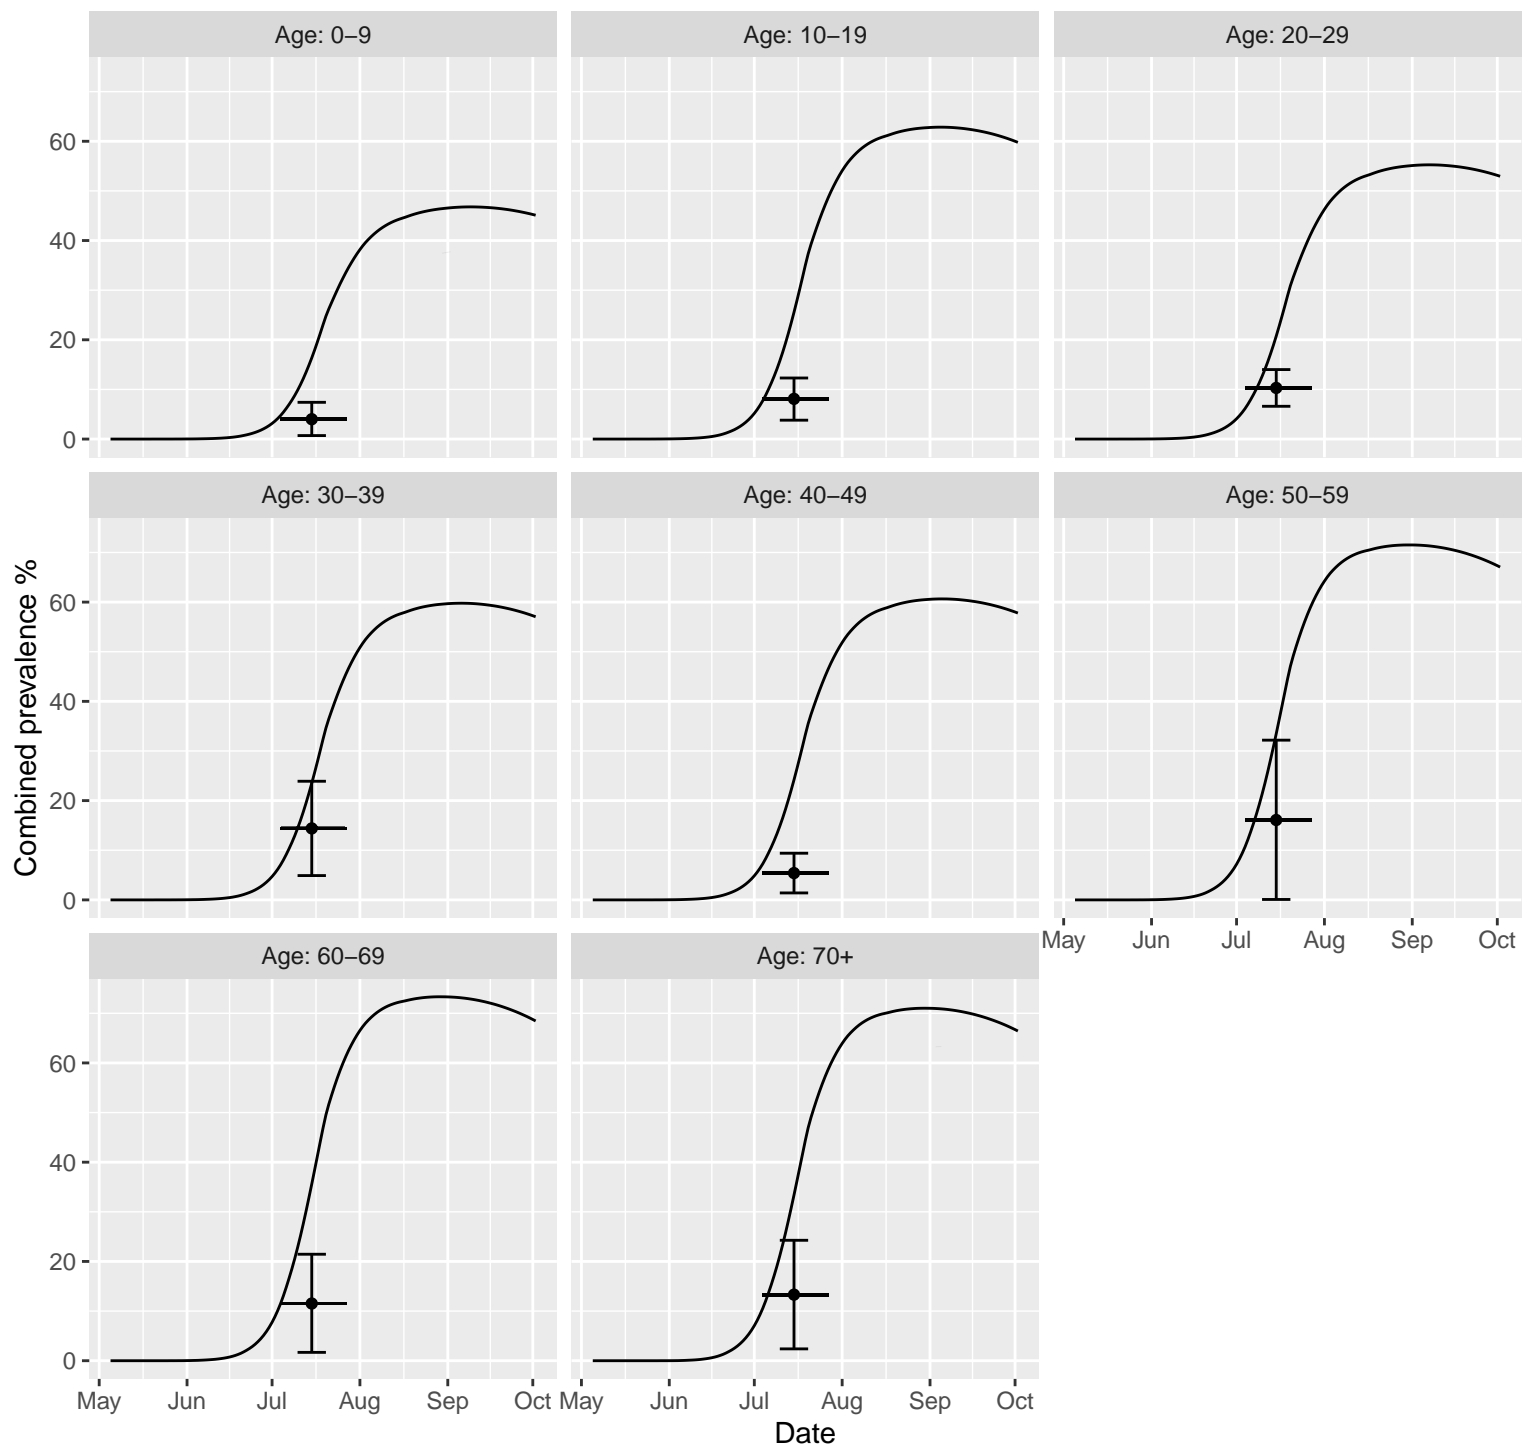 Age: 0–9
Age: 10–19
Age: 20–29
60
40
20
0
Age: 30–39
Age: 40–49
Age: 50–59
60
40
20
0
May Jun Jul Aug Sep Oct
Age: 60–69
Age: 70+
60
40
20
0
May Jun Jul Aug Sep Oct
May Jun Jul Aug Sep Oct
Date
Combined prevalence %